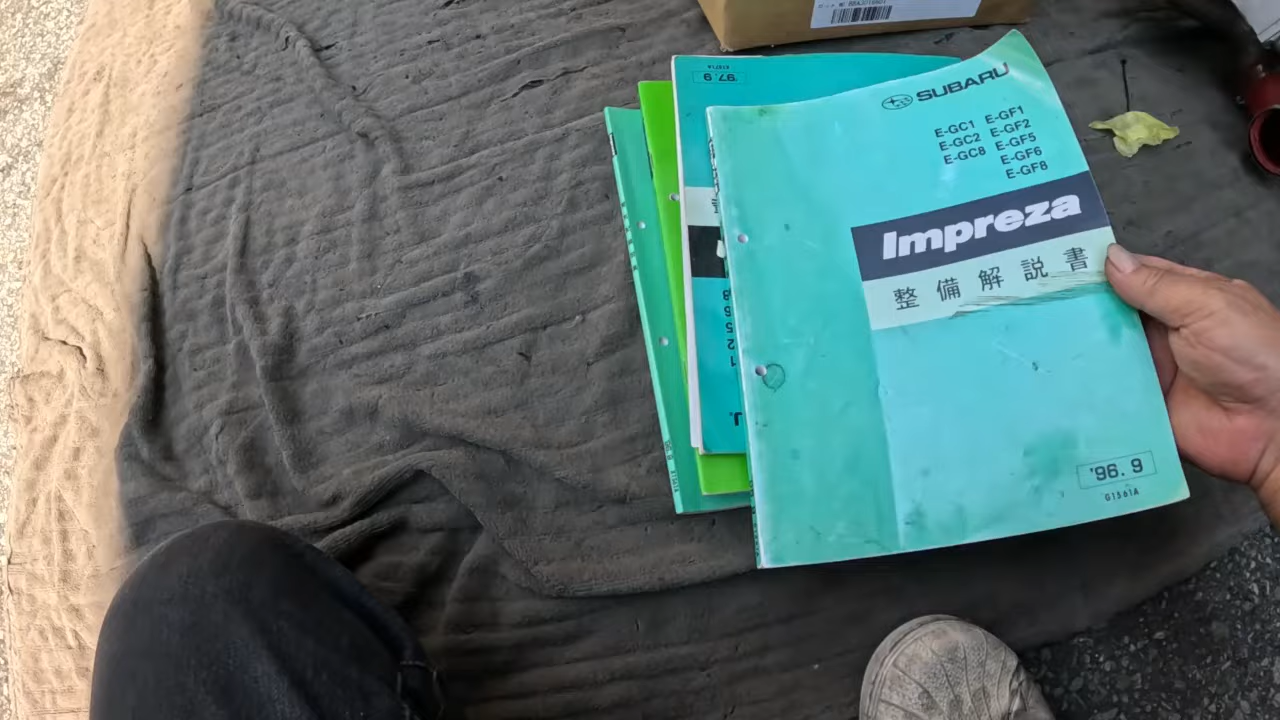 SUBARU
E-GC1 E-GF1
E-GC2 E-GF2
E-GC8 E-GF5
E-GF6
E-GF8
Impreza
整備解説書
'96.9
G1561A
'97.9